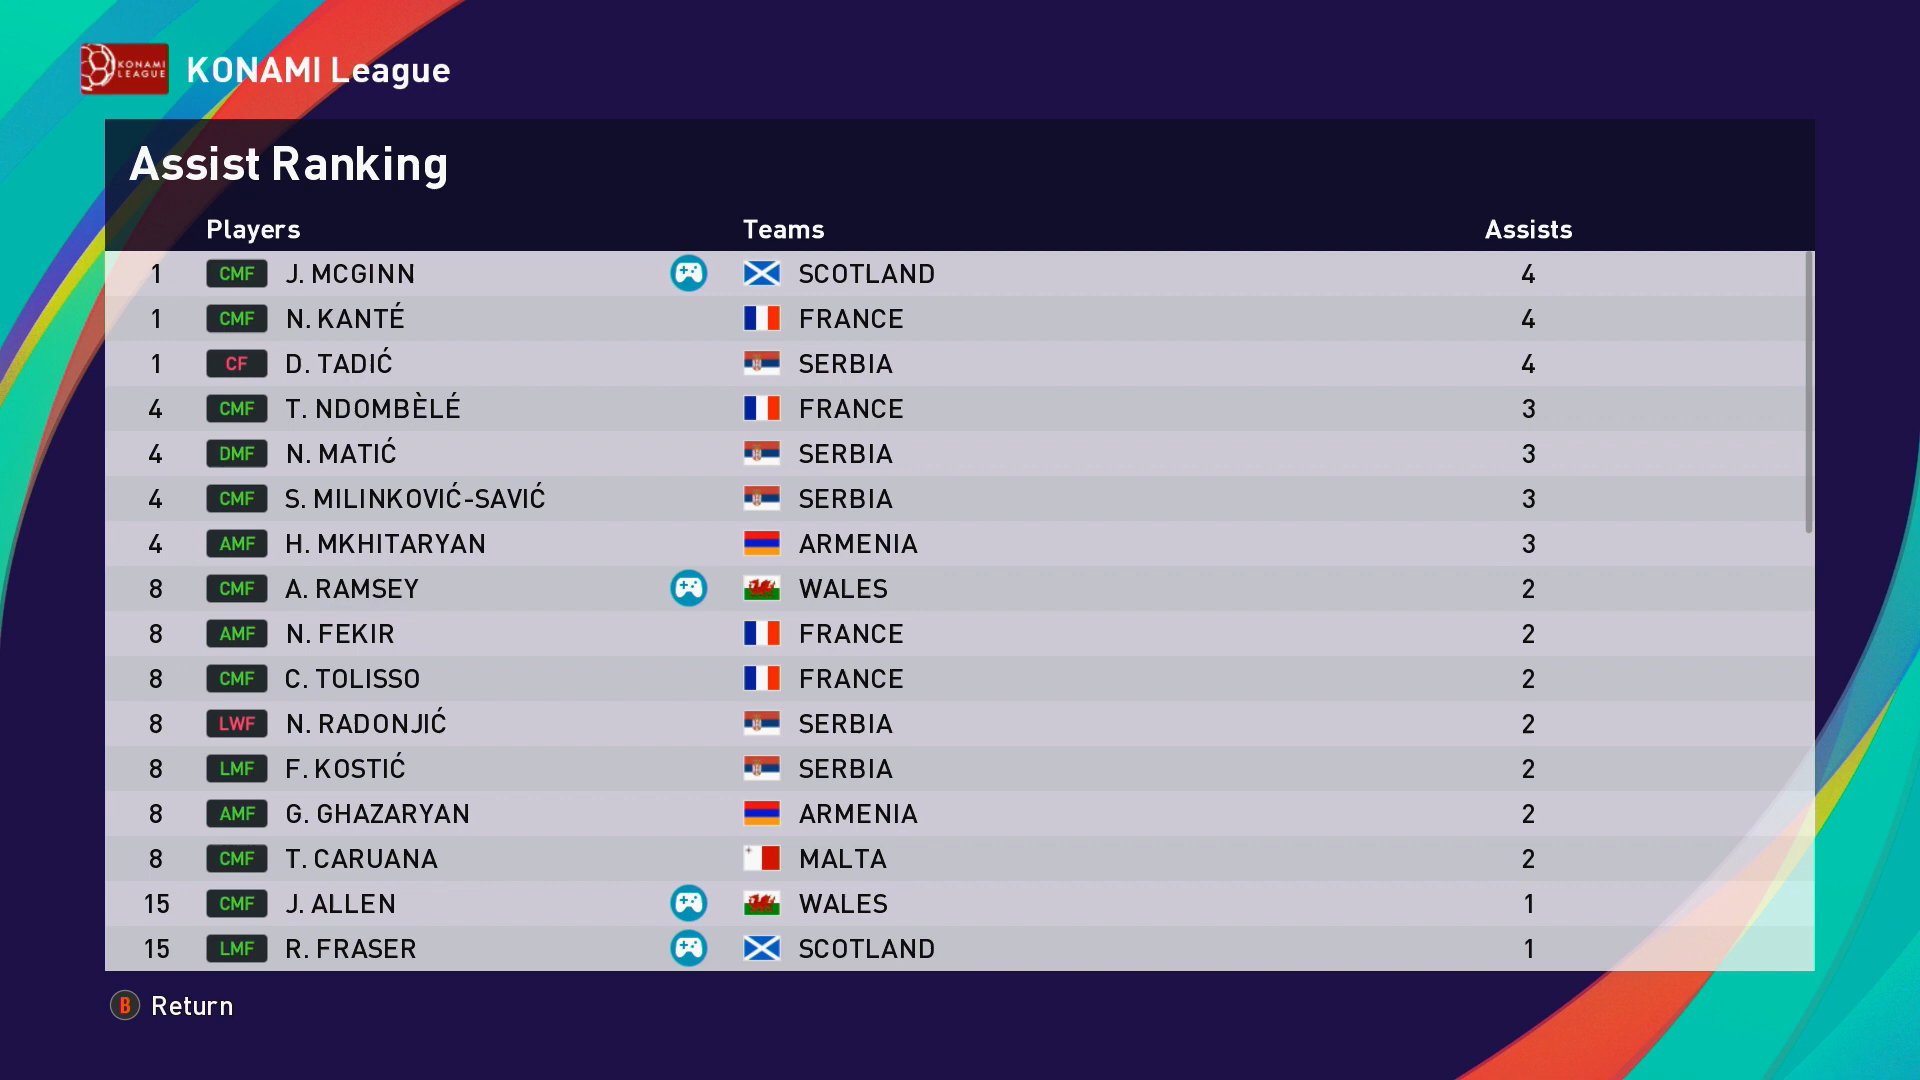 KONAMI LEAGUE KONAMI League
Assist Ranking
Players Teams Assists
1 CMF J. MCGINN SCOTLAND 4
1 CMF N. KANTÉ FRANCE 4
1 CF D. TADIĆ SERBIA 4
4 CMF T. NDOMBÈLÉ FRANCE 3
4 DMF N. MATIĆ SERBIA 3
4 CMF S. MILINKOVIĆ-SAVIĆ SERBIA 3
4 AMF H. MKHITARYAN ARMENIA 3
8 CMF A. RAMSEY WALES 2
8 AMF N. FEKIR FRANCE 2
8 CMF C. TOLISSO FRANCE 2
8 LWF N. RADONJIĆ SERBIA 2
8 LMF F. KOSTIĆ SERBIA 2
8 AMF G. GHAZARYAN ARMENIA 2
8 CMF T. CARUANA MALTA 2
15 CMF J. ALLEN WALES 1
15 LMF R. FRASER SCOTLAND 1
B Return